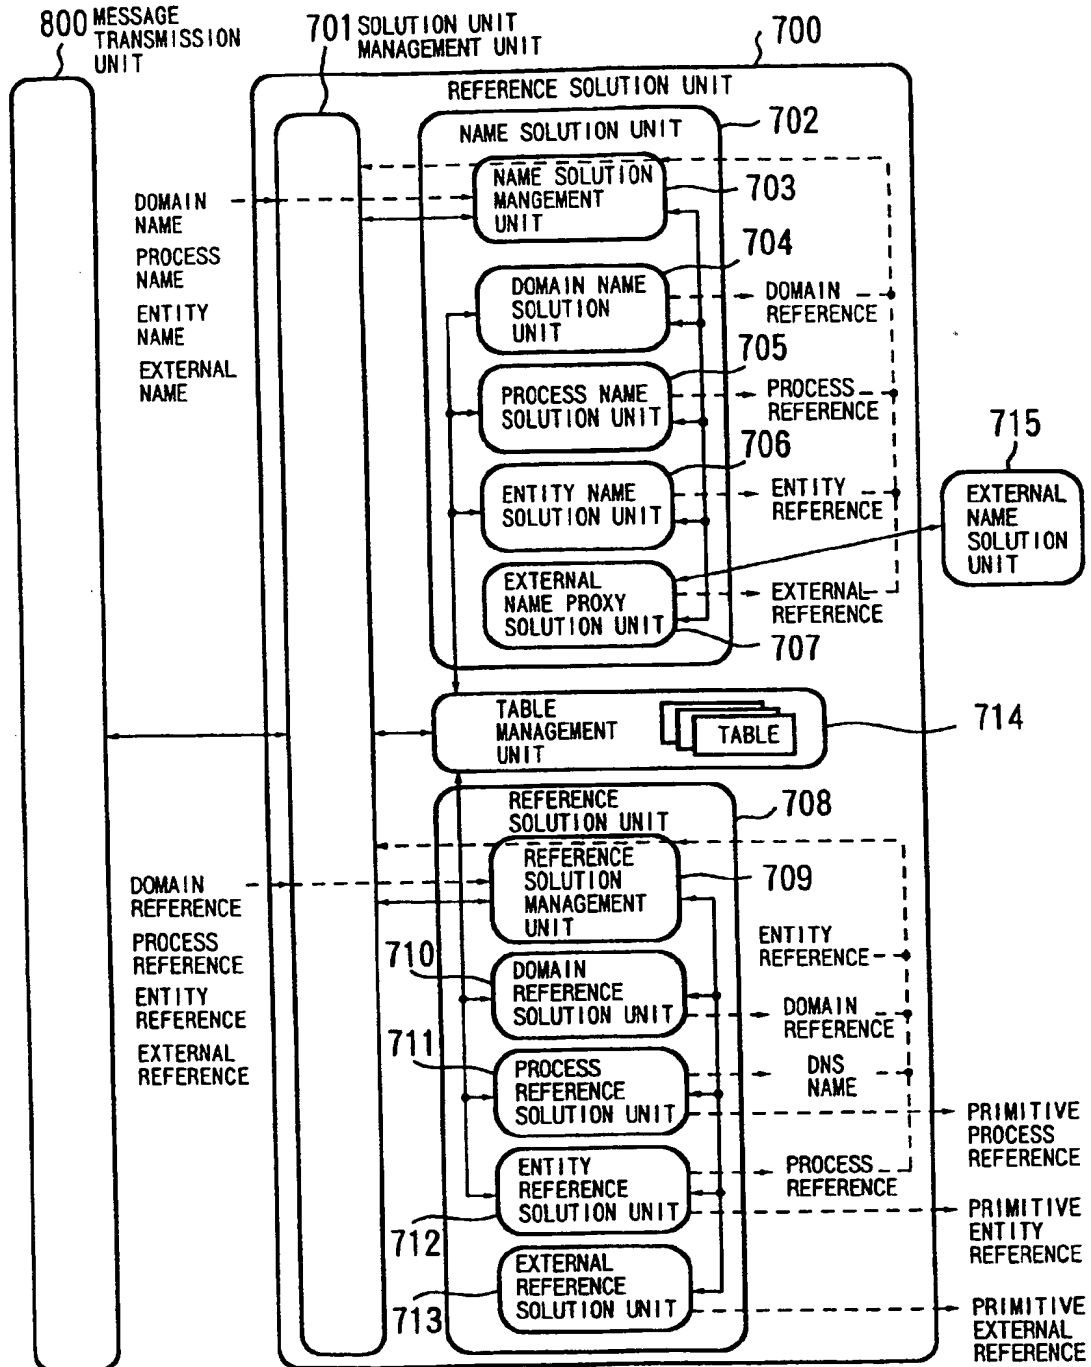 800 MESSAGE
TRANSMISSION
UNIT
701 SOLUTION UNIT
MANAGEMENT UNIT
700
REFERENCE SOLUTION UNIT
NAME SOLUTION UNIT
702
NAME SOLUTION
MANGEMENT
UNIT
703
DOMAIN
NAME
PROCESS
NAME
ENTITY
NAME
EXTERNAL
NAME
704
DOMAIN NAME
SOLUTION
UNIT
DOMAIN
REFERENCE
705
PROCESS NAME
SOLUTION UNIT
PROCESS
REFERENCE
706
ENTITY NAME
SOLUTION UNIT
ENTITY
REFERENCE
715
EXTERNAL
NAME
SOLUTION
UNIT
EXTERNAL
NAME PROXY
SOLUTION UNIT
EXTERNAL
REFERENCE
707
TABLE
MANAGEMENT
UNIT
TABLE
714
REFERENCE
SOLUTION UNIT
708
REFERENCE
SOLUTION
MANAGEMENT
UNIT
709
DOMAIN
REFERENCE
PROCESS
REFERENCE
ENTITY
REFERENCE
EXTERNAL
REFERENCE
ENTITY
REFERENCE
710
DOMAIN
REFERENCE
SOLUTION UNIT
DOMAIN
REFERENCE
711
PROCESS
REFERENCE
SOLUTION UNIT
DNS
NAME
PRIMITIVE
PROCESS
REFERENCE
ENTITY
REFERENCE
SOLUTION UNIT
PROCESS
REFERENCE
712
PRIMITIVE
ENTITY
REFERENCE
EXTERNAL
REFERENCE
SOLUTION UNIT
713
PRIMITIVE
EXTERNAL
REFERENCE